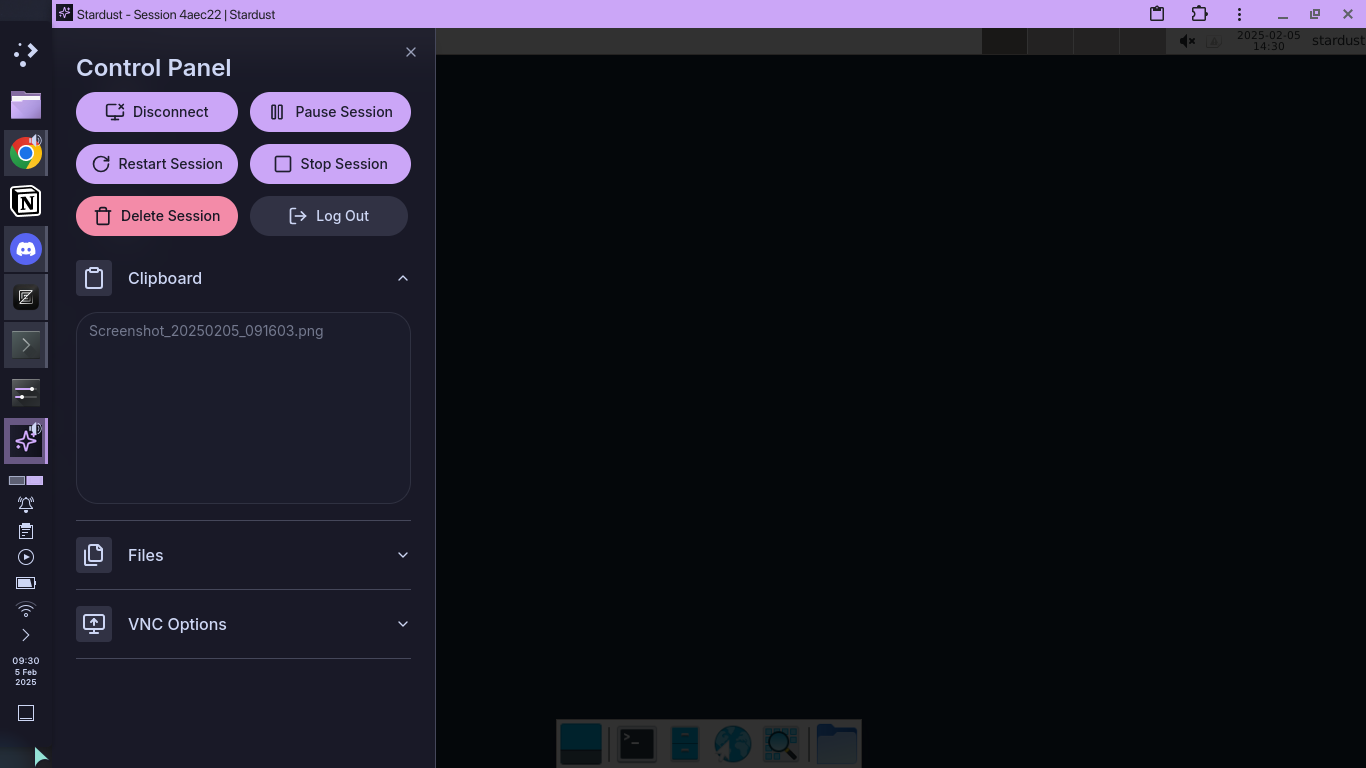 Stardust - Session 4aec22 | Stardust
Control Panel
Disconnect
Pause Session
Restart Session
Stop Session
Delete Session
Log Out
Clipboard
Screenshot_20250205_091603.png
Files
VNC Options
2025-02-05
14:30
stardust
09:30
5 Feb
2025